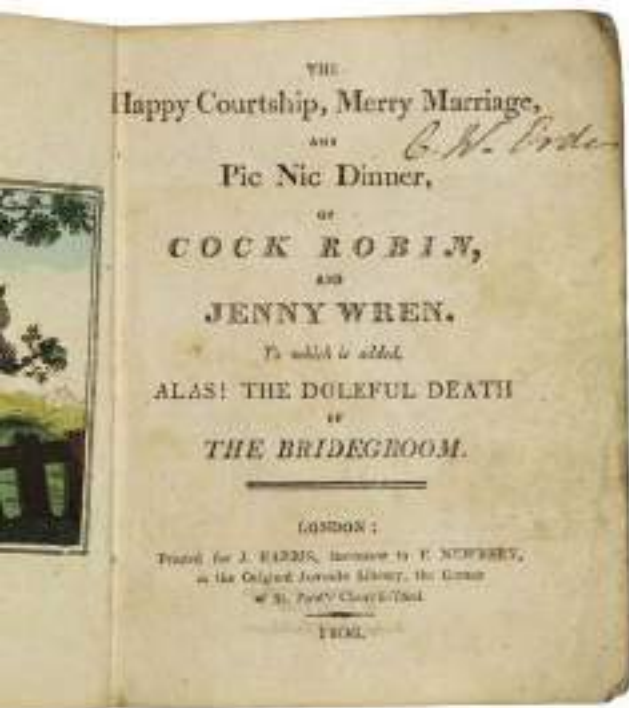 THE
Happy Courtship, Merry Marriage,
AND
C. W. Orde
Pic Nic Dinner,
OF
COCK ROBIN,
AND
JENNY WREN.
To which is added,
ALAS! THE DOLEFUL DEATH
OF
THE BRIDEGROOM.
LONDON:
Printed for J. HARRIS, Successor to E. NEWBERY,
at the Original Juvenile Library, the Corner
of St. Paul's Church-Yard.
1806.